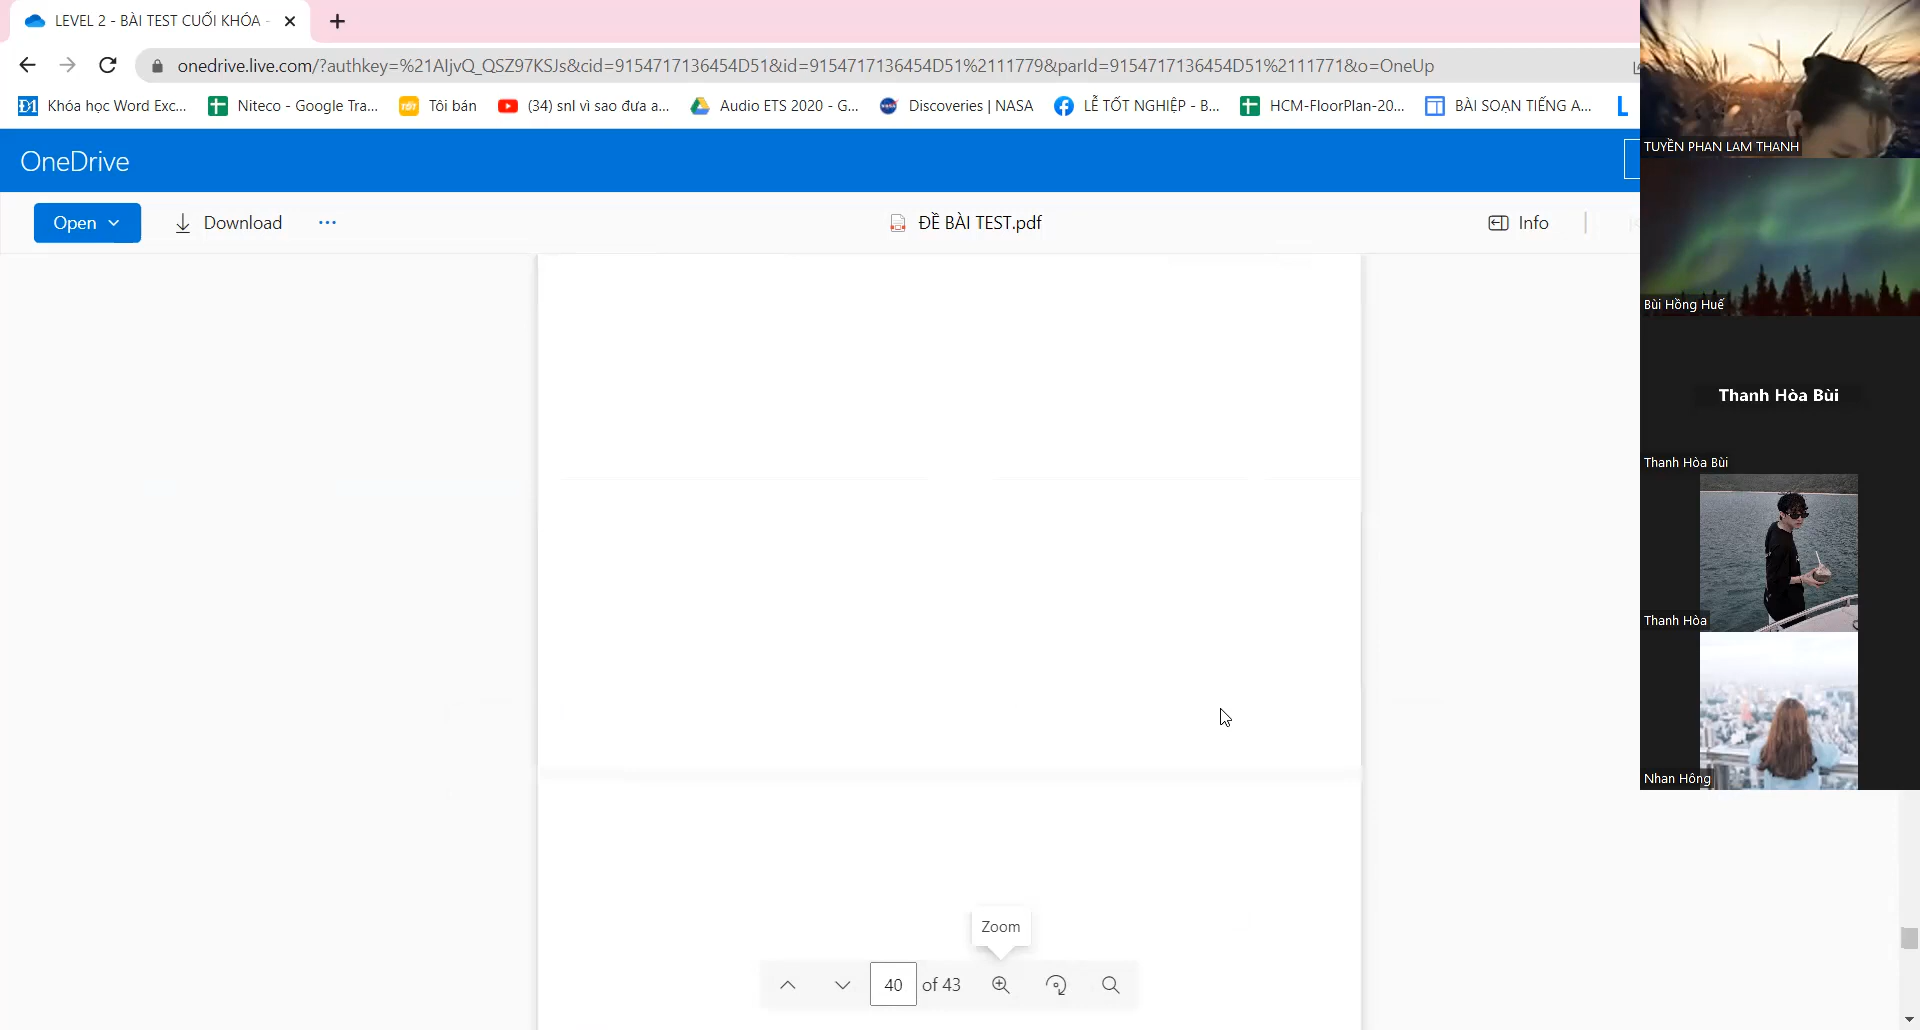 LEVEL 2 - BÀI TEST CUỐI KHÓA -
onedrive.live.com/?authkey=%21AljvQ_QSZ97KSJs&cid=9154717136454D51&id=9154717136454D51%2111779&parId=9154717136454D51%2111771&o=OneUp
Khóa học Word Exc... Niteco - Google Tra... Tôi bán (34) snl vì sao đưa a... Audio ETS 2020 - G... Discoveries | NASA LỄ TỐT NGHIỆP - B... HCM-FloorPlan-20... BÀI SOẠN TIẾNG A...
OneDrive
Open Download ... ĐỀ BÀI TEST.pdf Info
TUYỀN PHAN LAM THANH
Bùi Hồng Huế
Thanh Hòa Bùi
Thanh Hòa Bùi
Thanh Hòa
Nhan Hông
Zoom
40 of 43